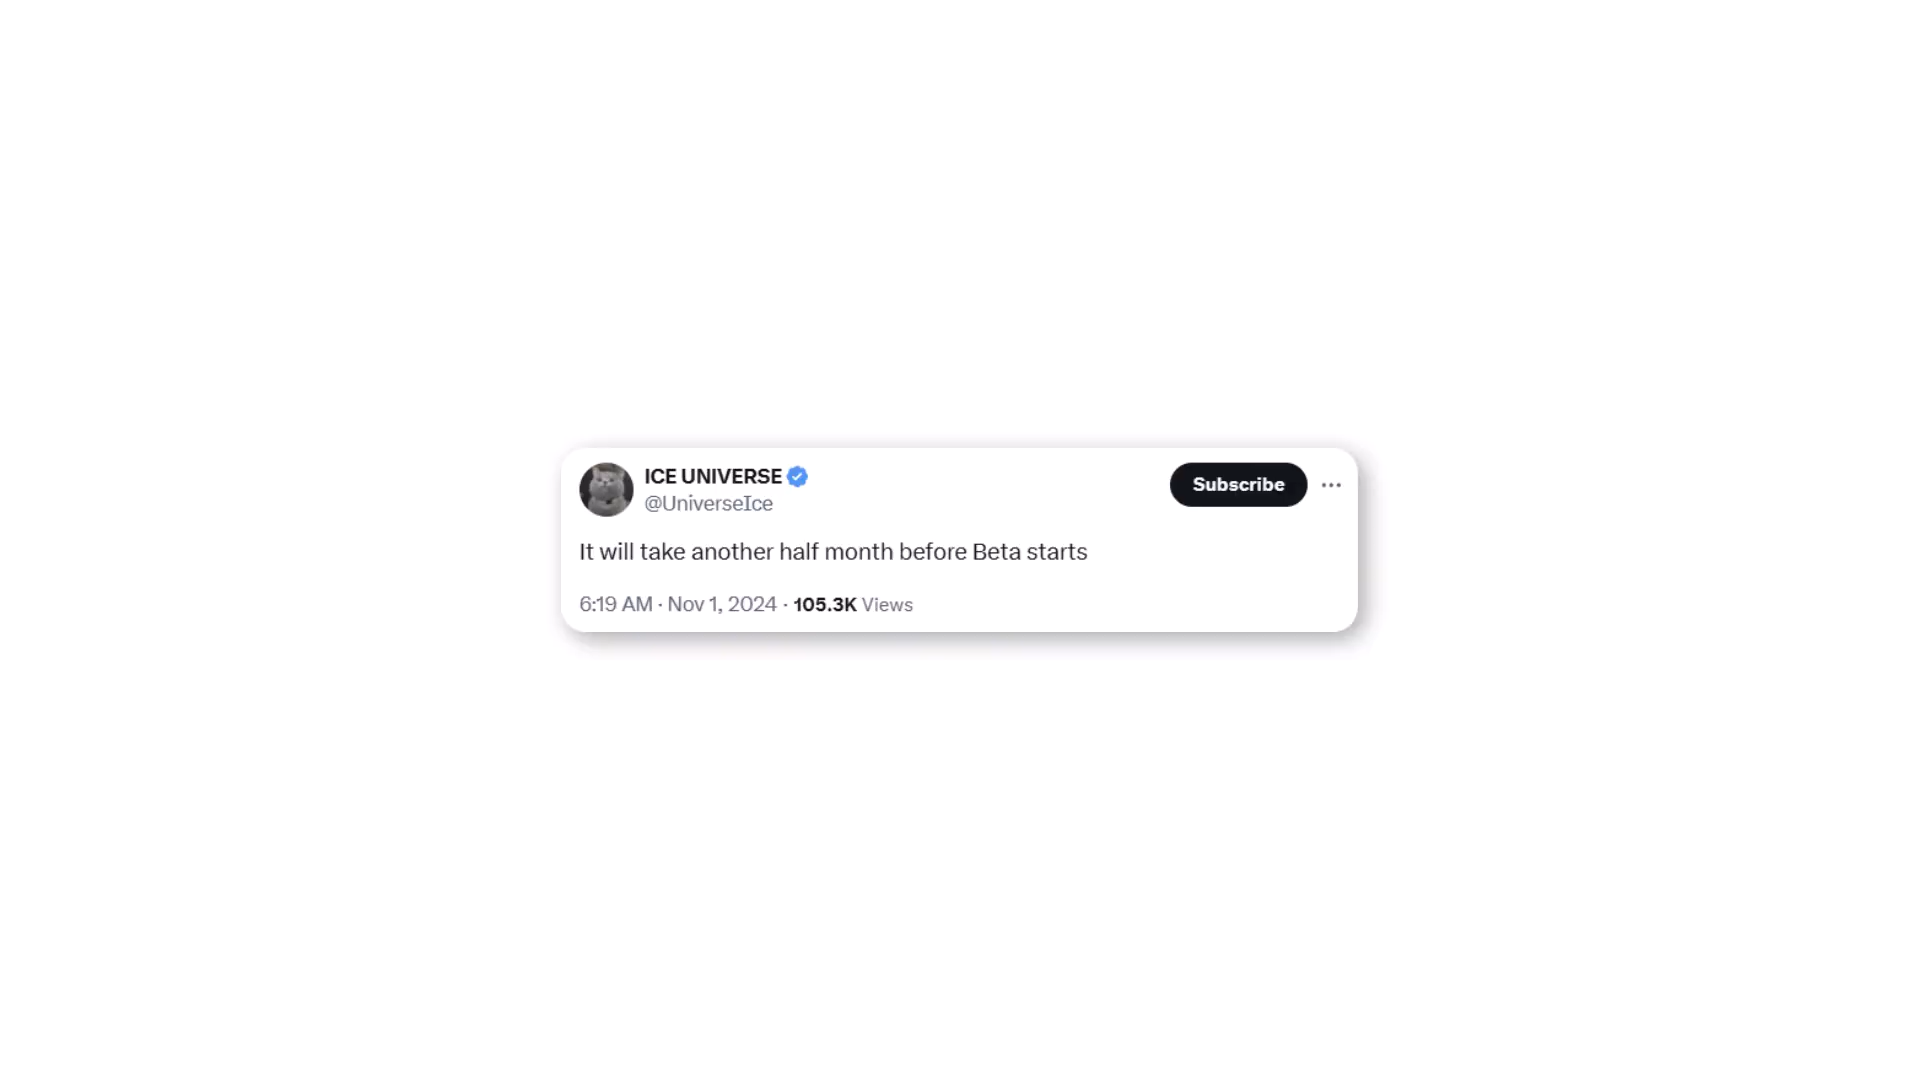 ICE UNIVERSE
Subscribe
@UniverseIce
It will take another half month before Beta starts
6:19 AM · Nov 1, 2024 · 105.3K Views